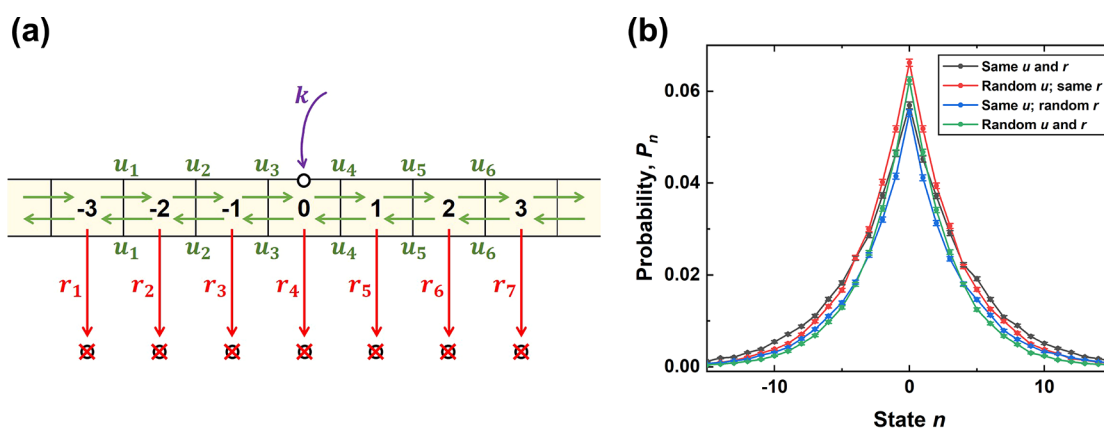 (a)
k
u₁ u₂ u₃ u₄ u₅ u₆
-3 -2 -1 0 1 2 3
u₁ u₂ u₃ u₄ u₅ u₆
r₁ r₂ r₃ r₄ r₅ r₆ r₇
(b)
Same u and r
Random u; same r
Same u; random r
Random u and r
Probability, Pₙ
0.06
0.04
0.02
0.00
-10 0 10
State n